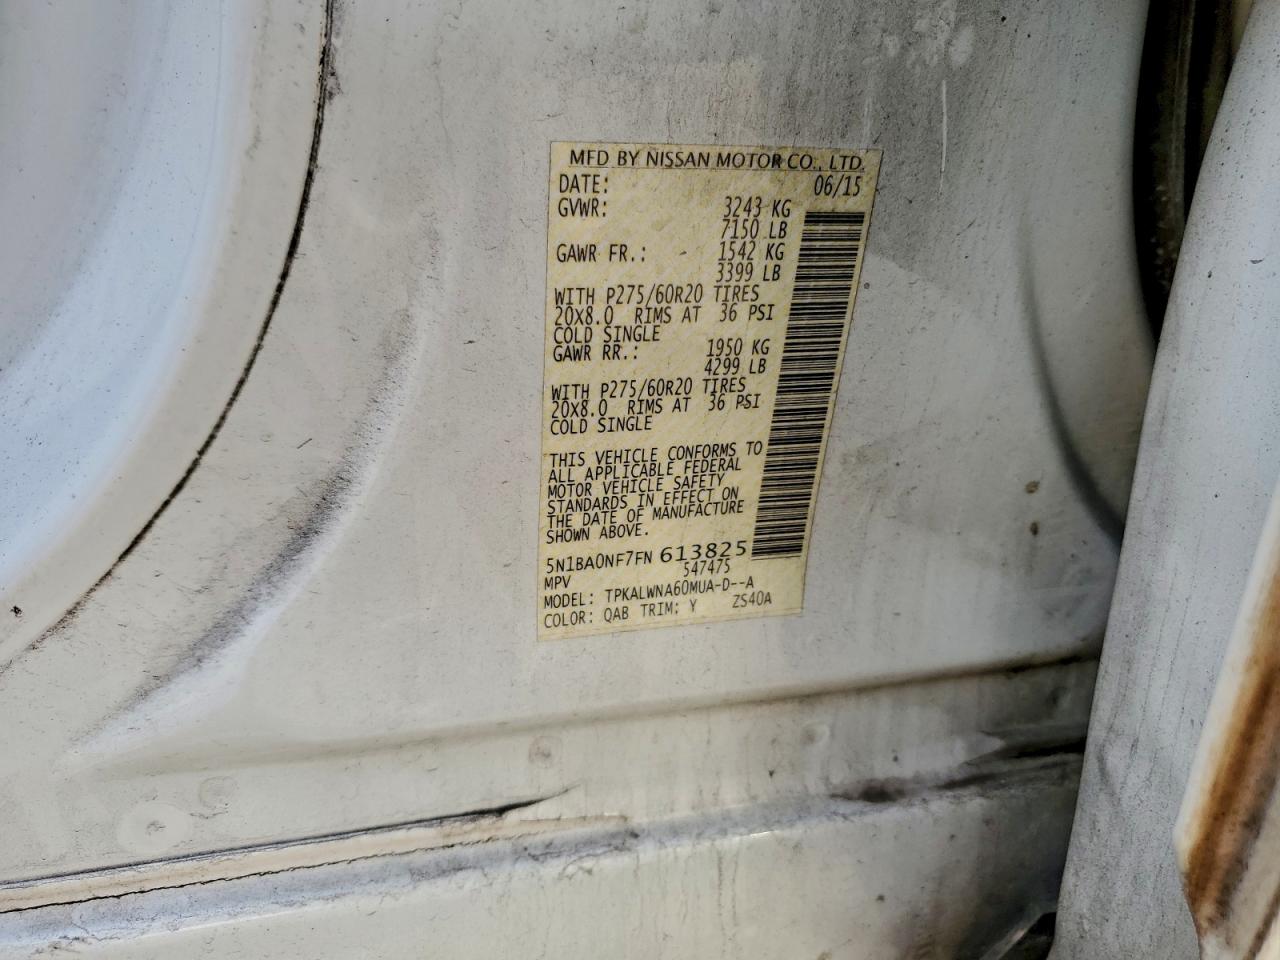 MFD BY NISSAN MOTOR CO., LTD.
DATE: 06/15
GVWR: 3243 KG
7150 LB
GAWR FR.: 1542 KG
3399 LB
WITH P275/60R20 TIRES
20X8.0 RIMS AT 36 PSI
COLD SINGLE
GAWR RR.: 1950 KG
4299 LB
WITH P275/60R20 TIRES
20X8.0 RIMS AT 36 PSI
COLD SINGLE
THIS VEHICLE CONFORMS TO
ALL APPLICABLE FEDERAL
MOTOR VEHICLE SAFETY
STANDARDS IN EFFECT ON
THE DATE OF MANUFACTURE
SHOWN ABOVE.
5N1BA0NF7FN 613825
MPV 547475
MODEL: TPKALWNA60MUA-D--A
COLOR: QAB TRIM: Y ZS40A